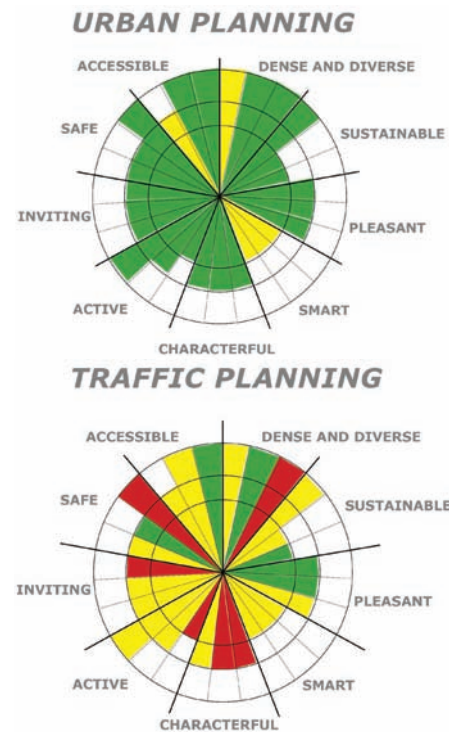 URBAN PLANNING
ACCESSIBLE
DENSE AND DIVERSE
SAFE
SUSTAINABLE
INVITING
PLEASANT
ACTIVE
SMART
CHARACTERFUL
TRAFFIC PLANNING
ACCESSIBLE
DENSE AND DIVERSE
SAFE
SUSTAINABLE
INVITING
PLEASANT
ACTIVE
SMART
CHARACTERFUL